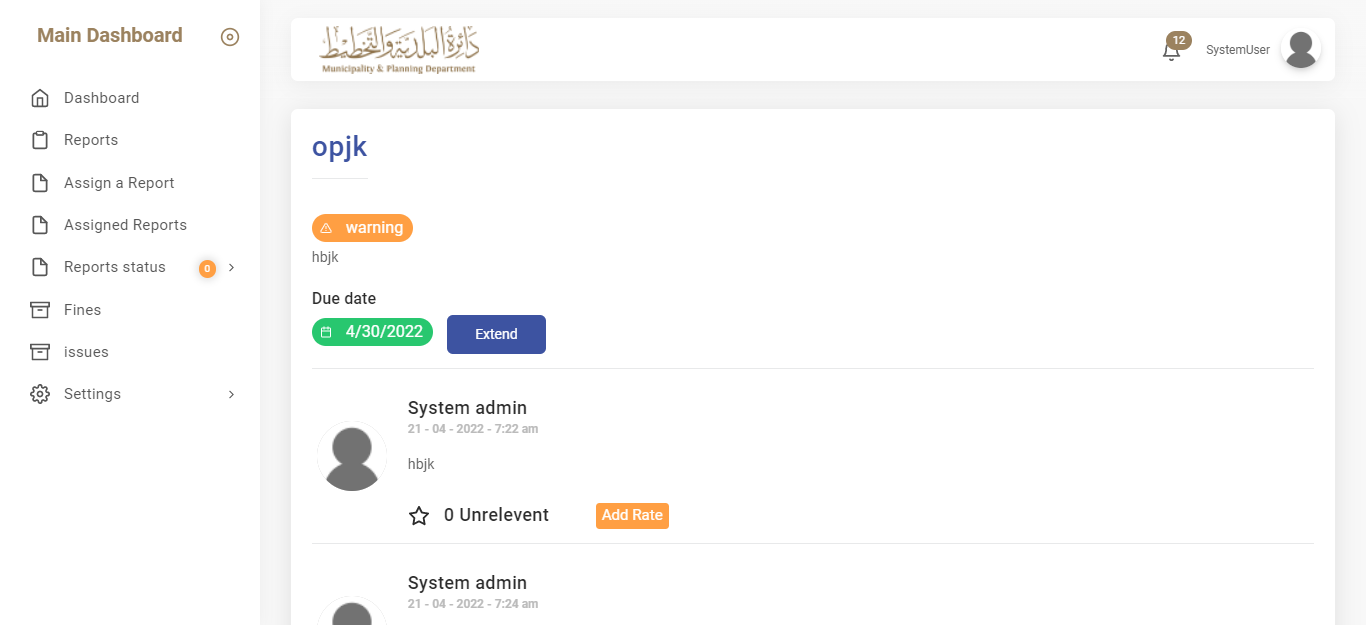 Main Dashboard
Dashboard
Reports
Assign a Report
Assigned Reports
Reports status
0
Fines
issues
Settings
دائرة البلدية والتخطيط
Municipality & Planning Department
12
SystemUser
opjk
warning
hbjk
Due date
4/30/2022
Extend
System admin
21 - 04 - 2022 - 7:22 am
hbjk
0 Unrelevent
Add Rate
System admin
21 - 04 - 2022 - 7:24 am